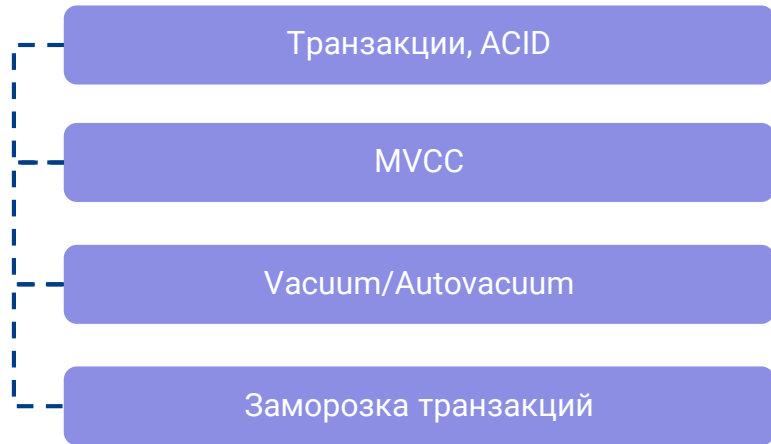 Транзакции, ACID
MVCC
Vacuum/Autovacuum
Заморозка транзакций